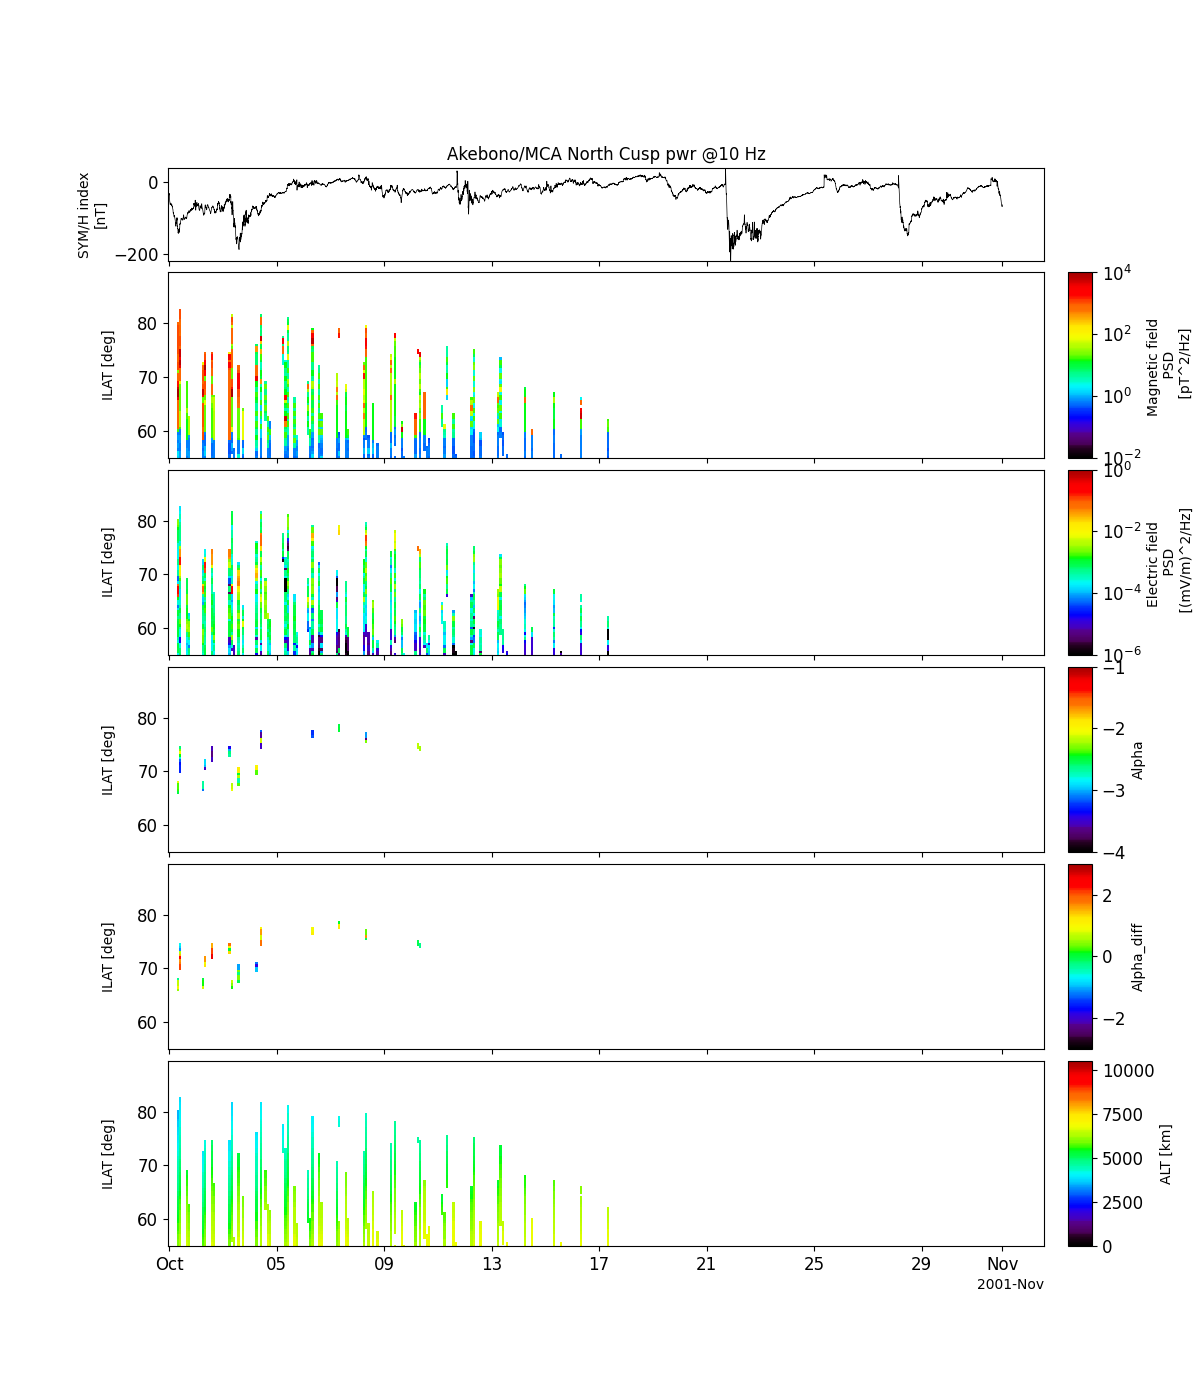 Akebono/MCA North Cusp pwr @10 Hz
SYM/H index
[nT]
0
−200
ILAT [deg]
80
70
60
10^4
10^2
10^0
10^−2
Magnetic field
PSD
[pT^2/Hz]
ILAT [deg]
80
70
60
10^0
10^−2
10^−4
10^−6
Electric field
PSD
[(mV/m)^2/Hz]
ILAT [deg]
80
70
60
−1
−2
−3
−4
Alpha
ILAT [deg]
80
70
60
2
0
−2
Alpha_diff
ILAT [deg]
80
70
60
10000
7500
5000
2500
0
ALT [km]
Oct 05 09 13 17 21 25 29 Nov
2001-Nov